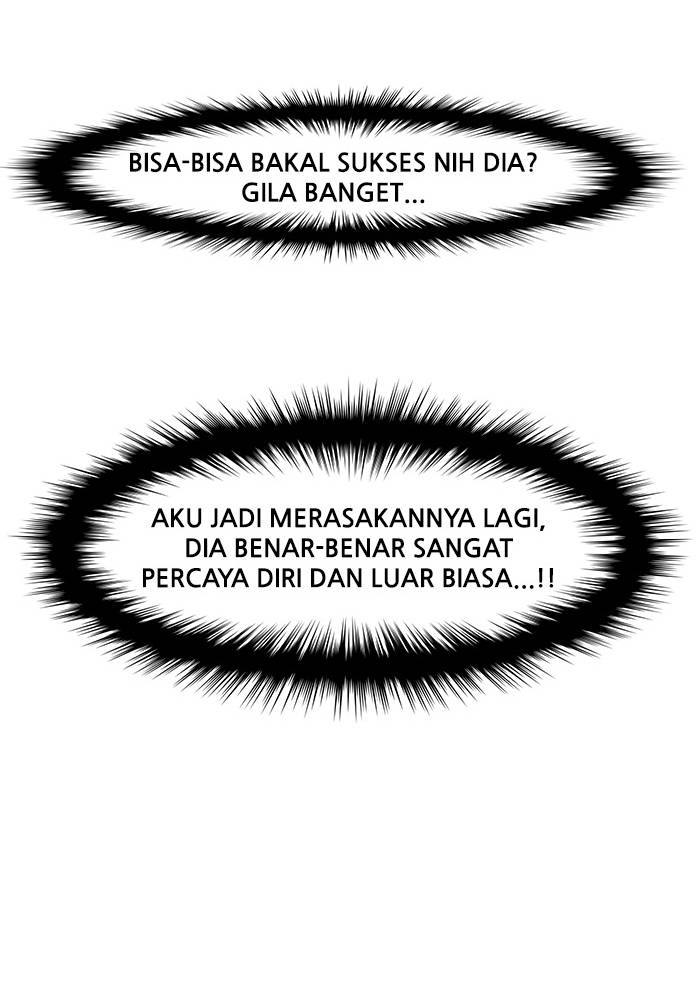 BISA-BISA BAKAL SUKSES NIH DIA?
GILA BANGET...
AKU JADI MERASAKANNYA LAGI,
DIA BENAR-BENAR SANGAT
PERCAYA DIRI DAN LUAR BIASA...!!